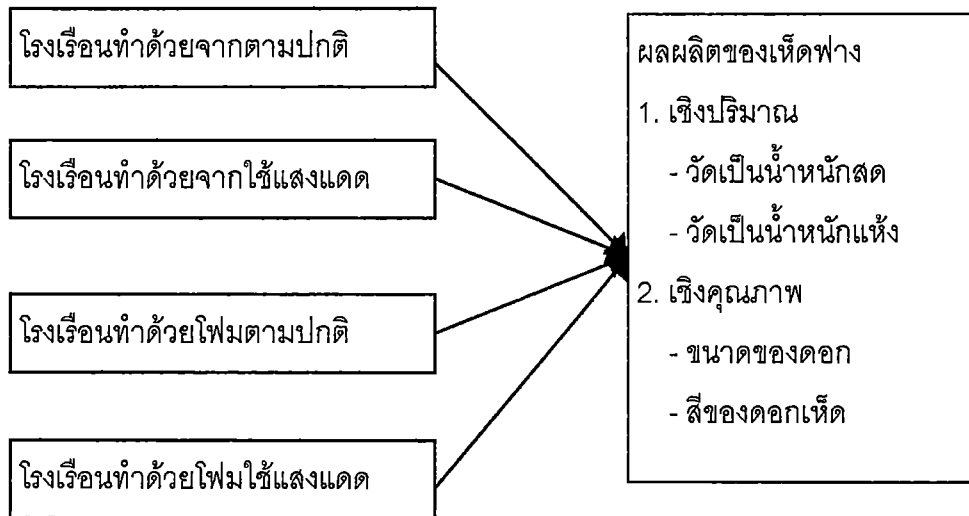 โรงเรือนทำด้วยจากตามปกติ
โรงเรือนทำด้วยจากใช้แสงแดด
โรงเรือนทำด้วยโฟมตามปกติ
โรงเรือนทำด้วยโฟมใช้แสงแดด
ผลผลิตของเห็ดฟาง
1. เชิงปริมาณ
- วัดเป็นน้ำหนักสด
- วัดเป็นน้ำหนักแห้ง
2. เชิงคุณภาพ
- ขนาดของดอก
- สีของดอกเห็ด